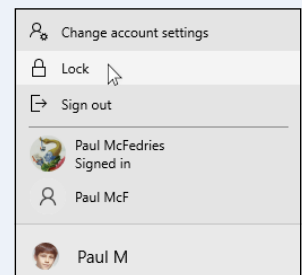 Change account settings
Lock
Sign out
Paul McFedries
Signed in
Paul McF
Paul M